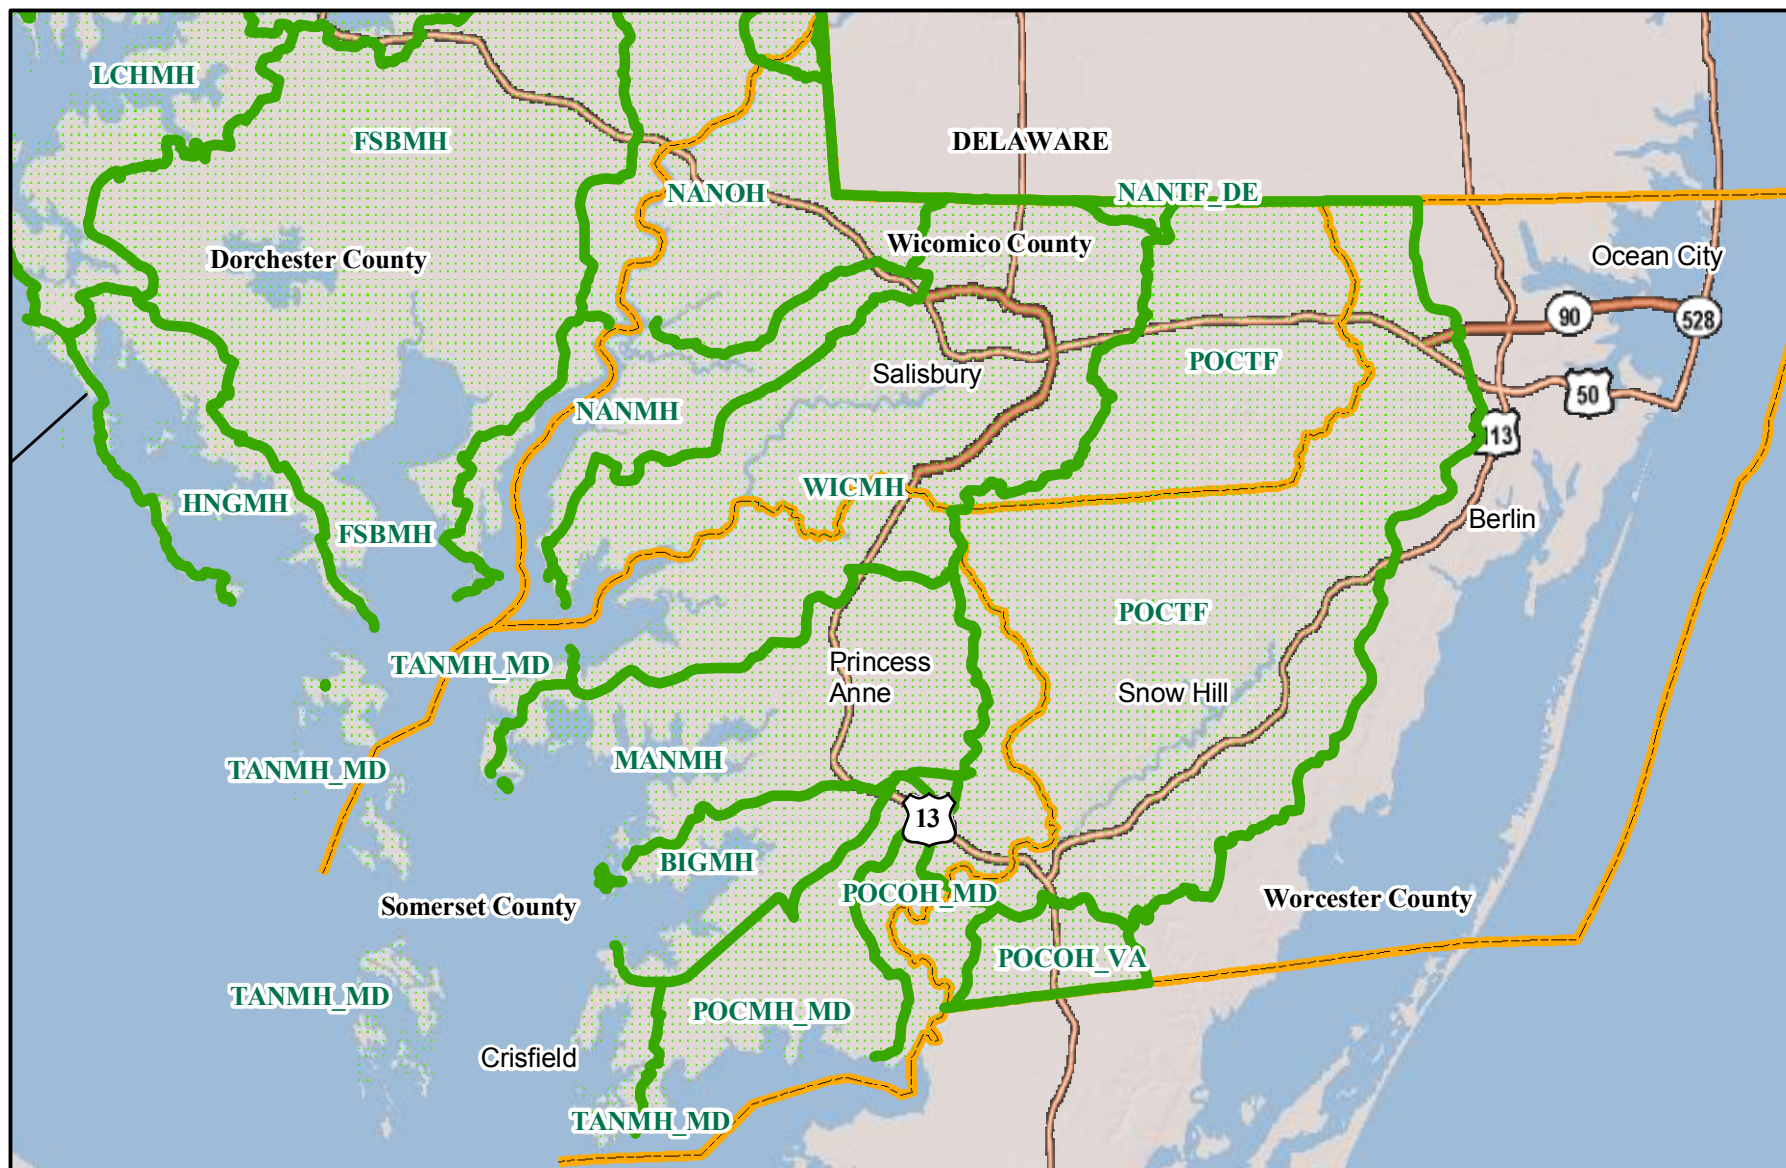 LCHMH
FSBMH
DELAWARE
NANOH
NANTF_DE
Wicomico County
Ocean City
Dorchester County
90
528
Salisbury
POCTF
50
NANMH
113
WICMH
HNGMH
Berlin
FSBMH
POCTF
TANMH_MD
Princess
Anne
Snow Hill
MANMH
TANMH_MD
13
BIGMH
POCOH_MD
Somerset County
Worcester County
POCOH_VA
TANMH_MD
POCMH_MD
Crisfield
TANMH_MD